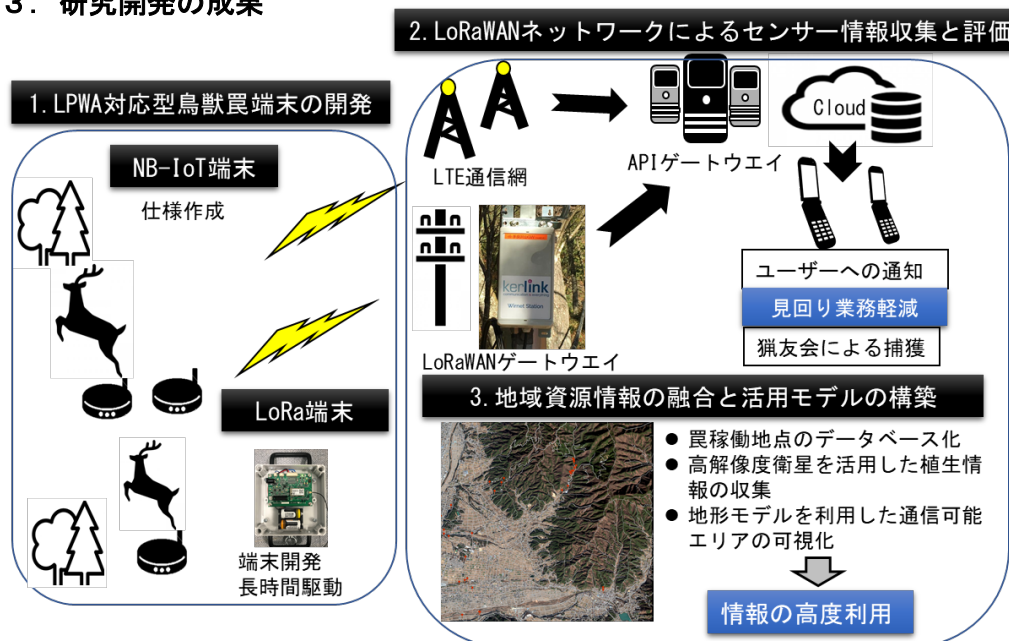 3. 研究開発の成果
1.LPWA対応型鳥獣罠端末の開発
NB-IoT端末
仕様作成
LoRa端末
端末開発
長時間駆動
2.LoRaWANネットワークによるセンサー情報収集と評価
LTE通信網
APIゲートウエイ
Cloud
kerlink
Wirnet Station
LoRaWANゲートウエイ
ユーザーへの通知
見回り業務軽減
猟友会による捕獲
3.地域資源情報の融合と活用モデルの構築
● 罠稼働地点のデータベース化
● 高解像度衛星を活用した植生情
報の収集
● 地形モデルを利用した通信可能
エリアの可視化
情報の高度利用